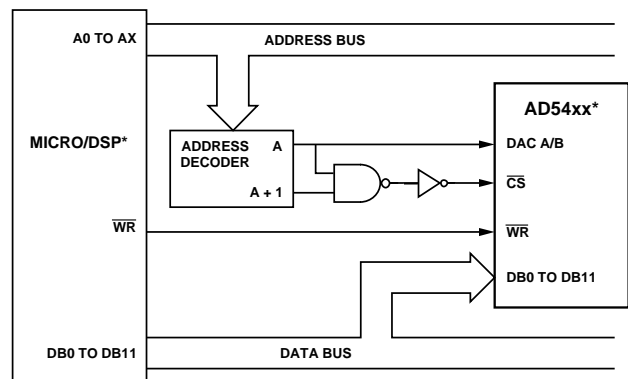 A0 TO AX
ADDRESS BUS
AD54xx*
MICRO/DSP*
ADDRESS A
DECODER
DAC A/B
A + 1
CS
WR
WR
DB0 TO DB11
DB0 TO DB11
DATA BUS